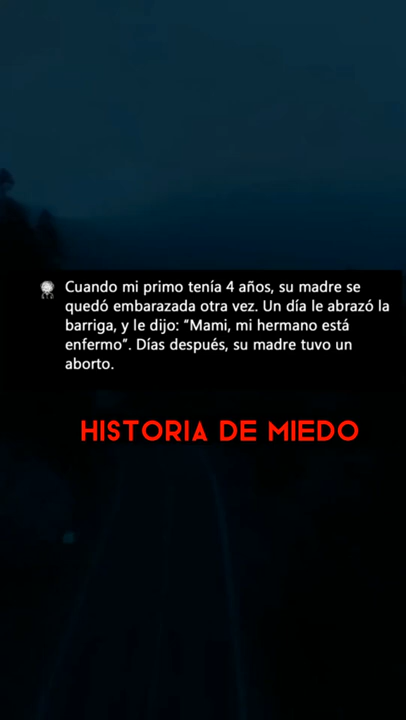 Cuando mi primo tenía 4 años, su madre se
quedó embarazada otra vez. Un día le abrazó la
barriga, y le dijo: “Mami, mi hermano está
enfermo”. Días después, su madre tuvo un
aborto.
HISTORIA DE MIEDO